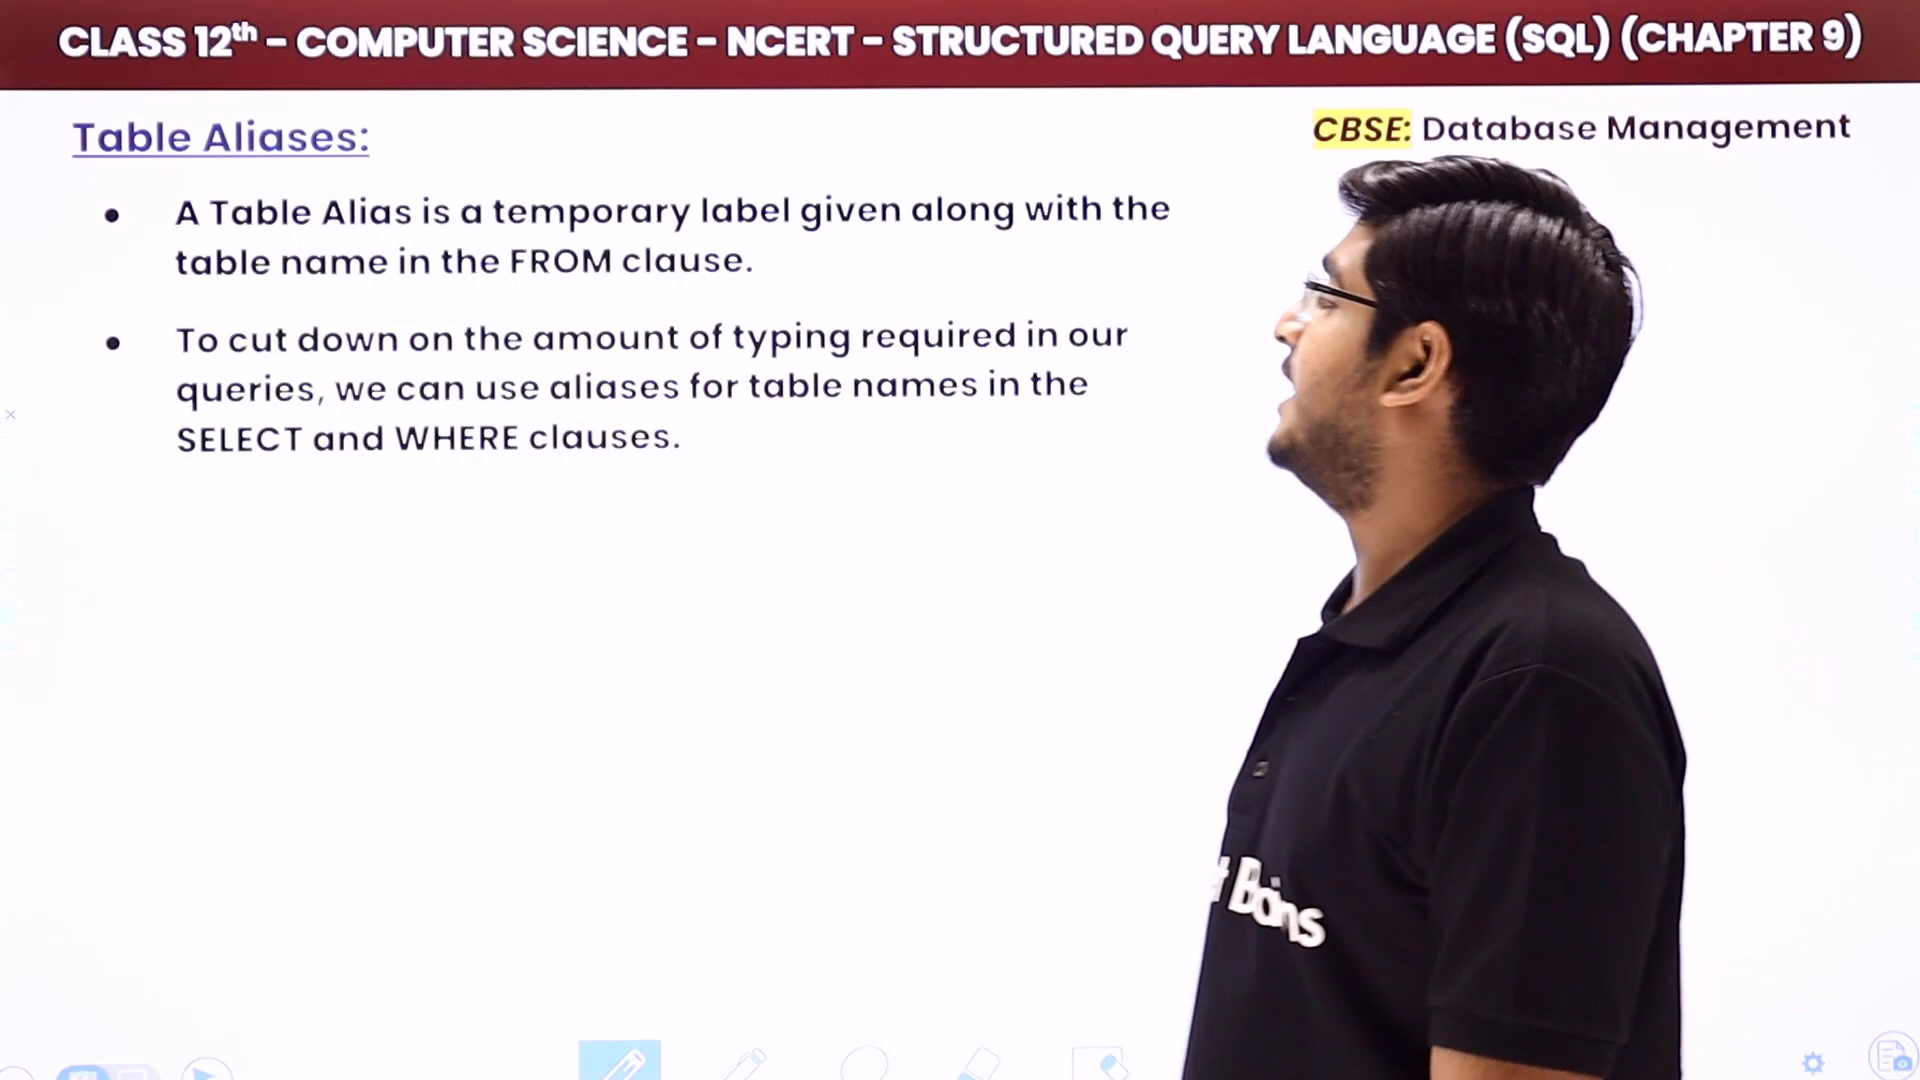 CLASS 12th – COMPUTER SCIENCE – NCERT – STRUCTURED QUERY LANGUAGE (SQL) (CHAPTER 9)
Table Aliases:
CBSE: Database Management
• A Table Alias is a temporary label given along with the
table name in the FROM clause.
• To cut down on the amount of typing required in our
queries, we can use aliases for table names in the
SELECT and WHERE clauses.